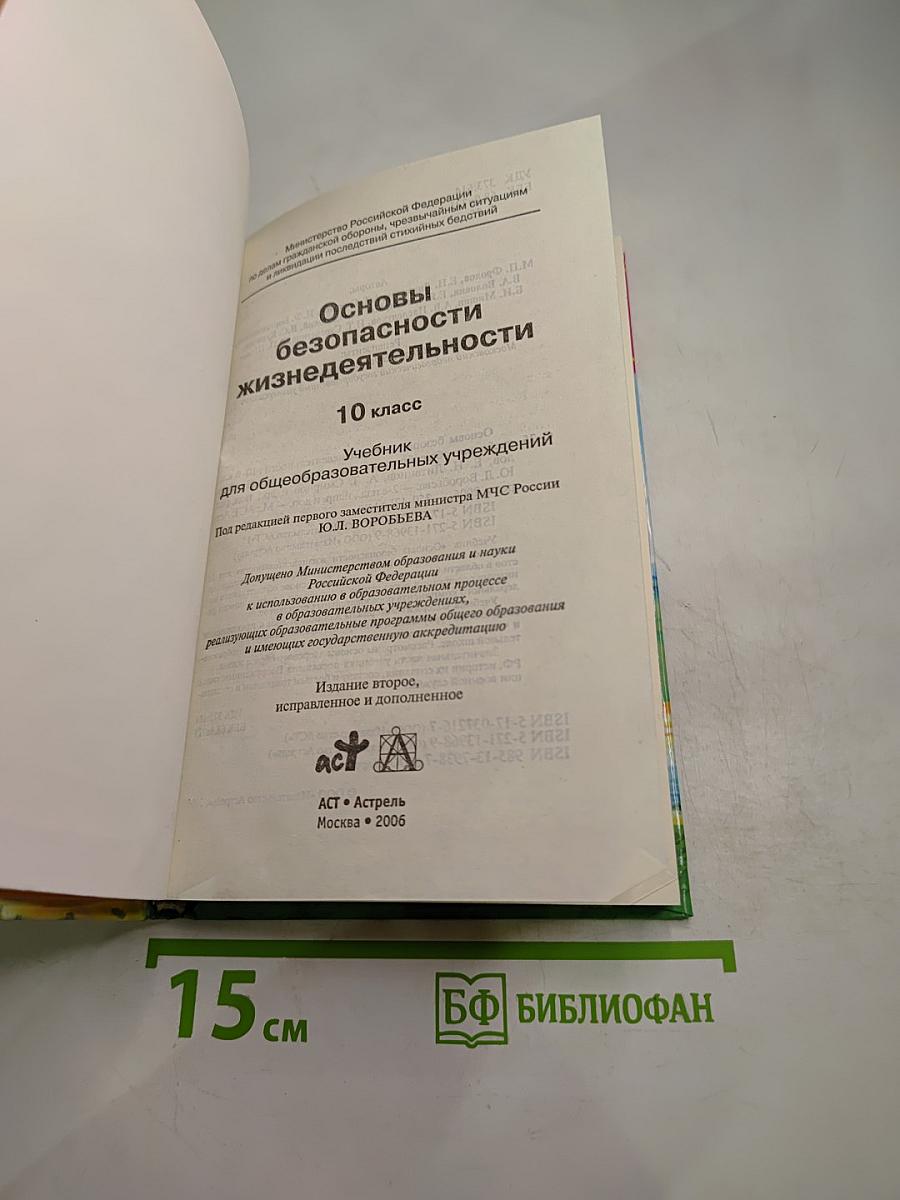 Министерство Российской Федерации
по делам гражданской обороны, чрезвычайным ситуациям
и ликвидации последствий стихийных бедствий
Основы
безопасности
жизнедеятельности
10 класс
Учебник
для общеобразовательных учреждений
Под редакцией первого заместителя министра МЧС России
Ю.Л. ВОРОБЬЕВА
Допущено Министерством образования и науки
Российской Федерации
к использованию в образовательном процессе
в образовательных учреждениях,
реализующих образовательные программы общего образования
и имеющих государственную аккредитацию
Издание второе,
исправленное и дополненное
аст А
АСТ • Астрель
Москва • 2006
15 см
БФ БИБЛИОФАН